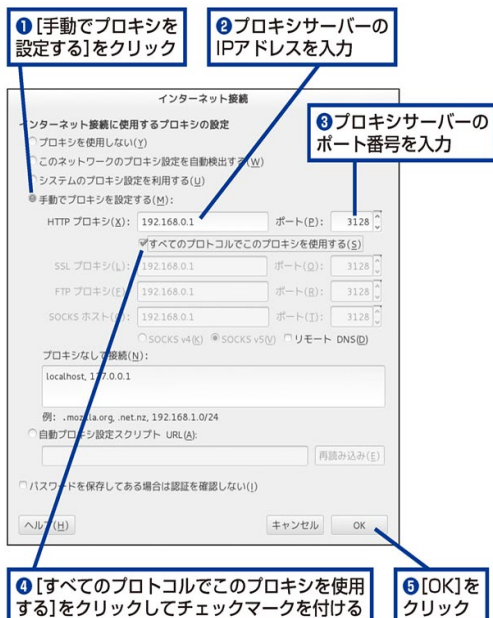 ❶[手動でプロキシを
設定する]をクリック
❷プロキシサーバーの
IPアドレスを入力
インターネット接続
❸プロキシサーバーの
ポート番号を入力
インターネット接続に使用するプロキシの設定
プロキシを使用しない(Y)
このネットワークのプロキシ設定を自動検出する(W)
システムのプロキシ設定を利用する(U)
手動でプロキシを設定する(M):
HTTP プロキシ(X): 192.168.0.1 ポート(P): 3128
すべてのプロトコルでこのプロキシを使用する(S)
SSL プロキシ(L): 192.168.0.1 ポート(O): 3128
FTP プロキシ(F): 192.168.0.1 ポート(R): 3128
SOCKS ホスト(C): 192.168.0.1 ポート(T): 3128
SOCKS v4(K) SOCKS v5(V) リモート DNS(D)
プロキシなしで接続(N):
localhost, 127.0.0.1
例: .mozilla.org, .net.nz, 192.168.1.0/24
自動プロキシ設定スクリプト URL(A):
再読み込み(E)
パスワードを保存してある場合は認証を確認しない(I)
ヘルプ(H) キャンセル OK
❹[すべてのプロトコルでこのプロキシを使用
する]をクリックしてチェックマークを付ける
❺[OK]を
クリック